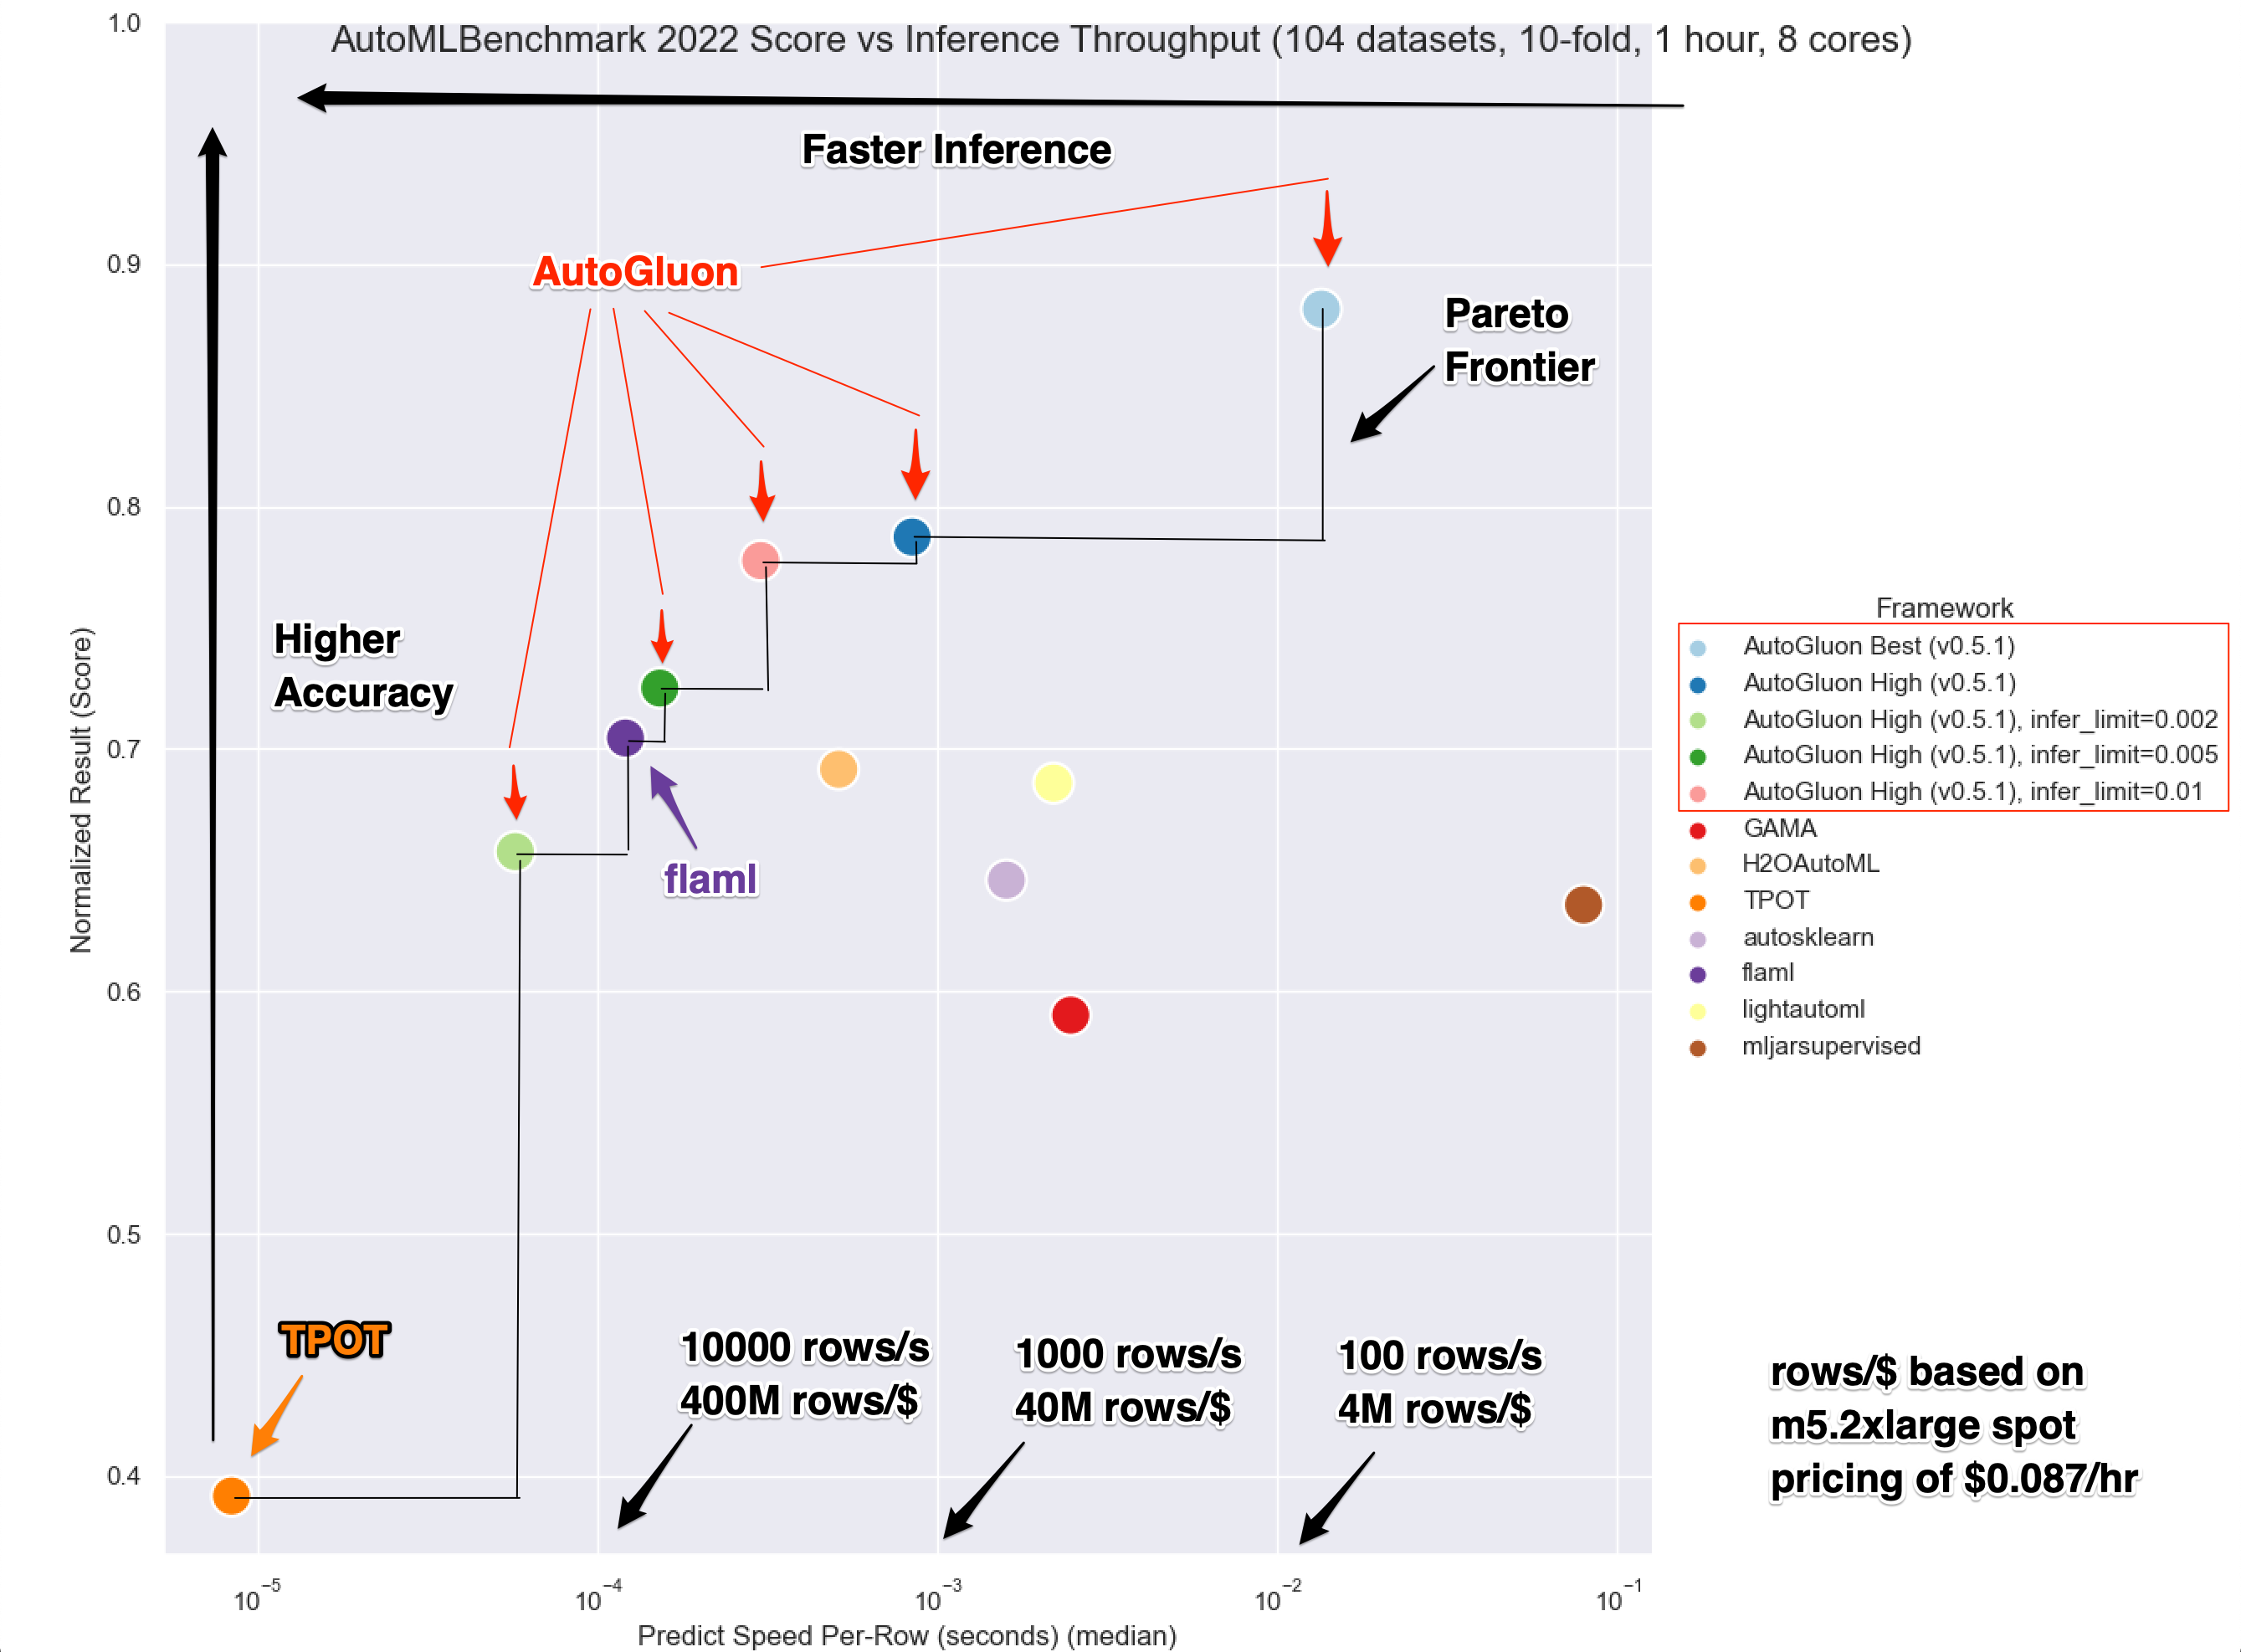 AutoMLBenchmark 2022 Score vs Inference Throughput (104 datasets, 10-fold, 1 hour, 8 cores)
Faster Inference
AutoGluon
Pareto
Frontier
Higher
Accuracy
flaml
TPOT
10000 rows/s
400M rows/$
1000 rows/s
40M rows/$
100 rows/s
4M rows/$
rows/$ based on
m5.2xlarge spot
pricing of $0.087/hr
Normalized Result (Score)
1.0
0.9
0.8
0.7
0.6
0.5
0.4
10⁻⁵
10⁻⁴
10⁻³
10⁻²
10⁻¹
Predict Speed Per-Row (seconds) (median)
Framework
AutoGluon Best (v0.5.1)
AutoGluon High (v0.5.1)
AutoGluon High (v0.5.1), infer_limit=0.002
AutoGluon High (v0.5.1), infer_limit=0.005
AutoGluon High (v0.5.1), infer_limit=0.01
GAMA
H2OAutoML
TPOT
autosklearn
flaml
lightautoml
mljarsupervised